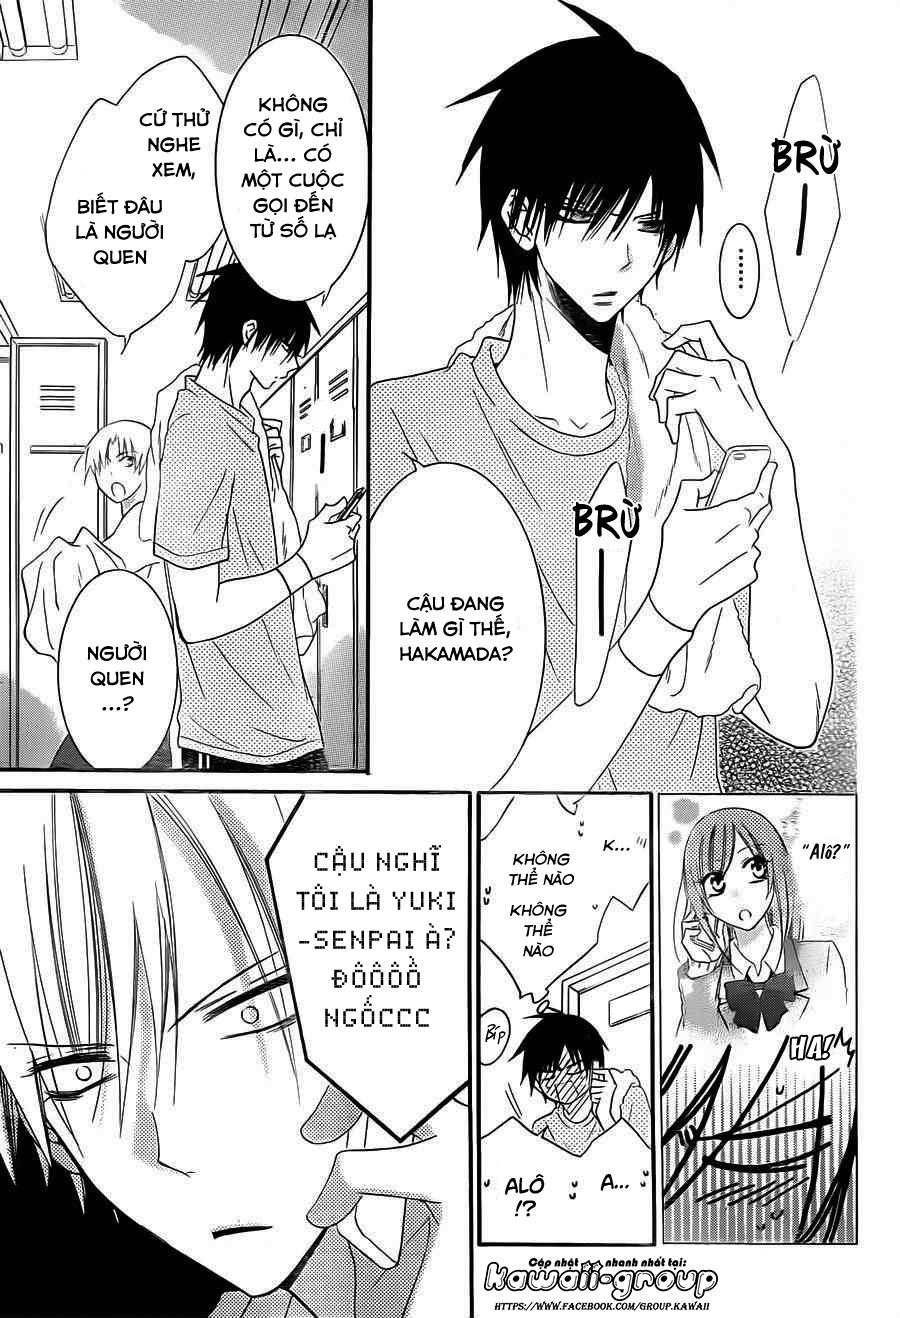 BRỪ
......
BRỪ
CẬU ĐANG
LÀM GÌ THẾ,
HAKAMADA?
KHÔNG
CÓ GÌ, CHỈ
LÀ... CÓ
MỘT CUỘC
GỌI ĐẾN
TỪ SỐ LẠ
CỨ THỬ
NGHE
XEM,
BIẾT ĐÂU
LÀ NGƯỜI
QUEN
NGƯỜI
QUEN
...?
"Alô?"
HA!
K...
KHÔNG
THỂ NÀO
KHÔNG
THỂ
NÀO
BÍP
A...
ALÔ
!?
CẬU NGHĨ
TÔI LÀ YUKI
-SENPAI À?
ĐÔÔÔỒ
NGỐCCC
Cập nhật nhanh nhất tại:
kawaii-group
HTTPS://WWW.FACEBOOK.COM/GROUP.KAWAII